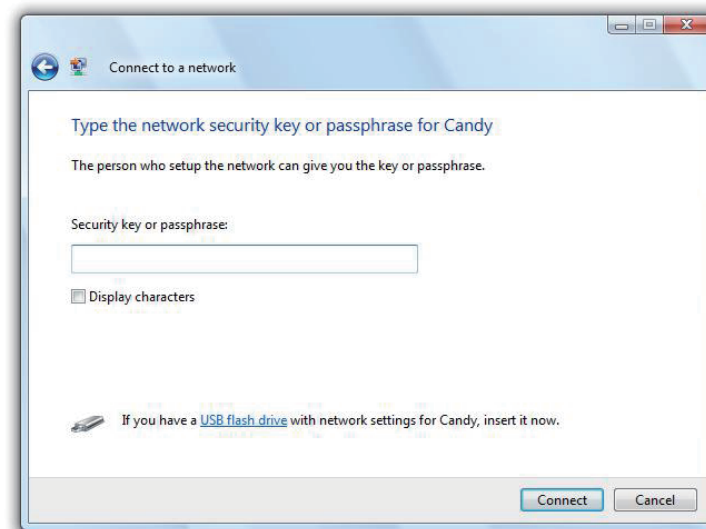 Connect to a network
Type the network security key or passphrase for Candy
The person who setup the network can give you the key or passphrase.
Security key or passphrase:
Display characters
If you have a USB flash drive with network settings for Candy, insert it now.
Connect
Cancel